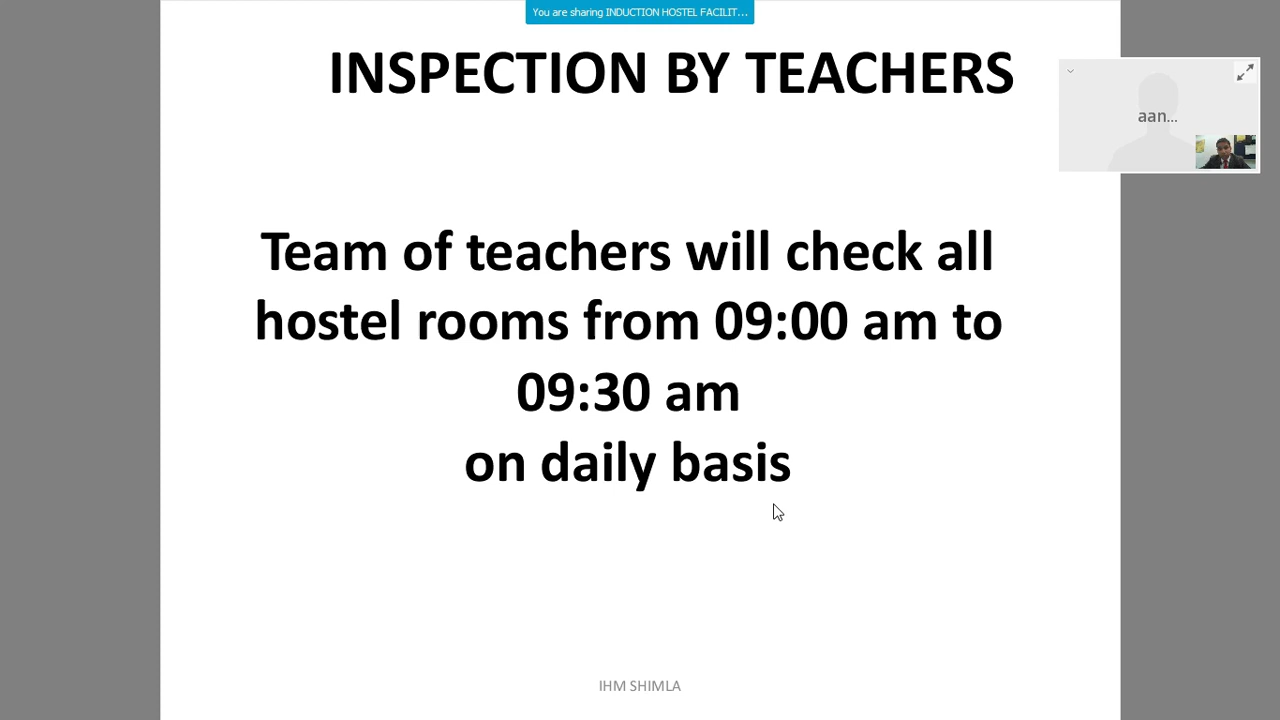 You are sharing INDUCTION HOSTEL FACILIT...
INSPECTION BY TEACHERS
aan...
Team of teachers will check all
hostel rooms from 09:00 am to
09:30 am
on daily basis
IHM SHIMLA